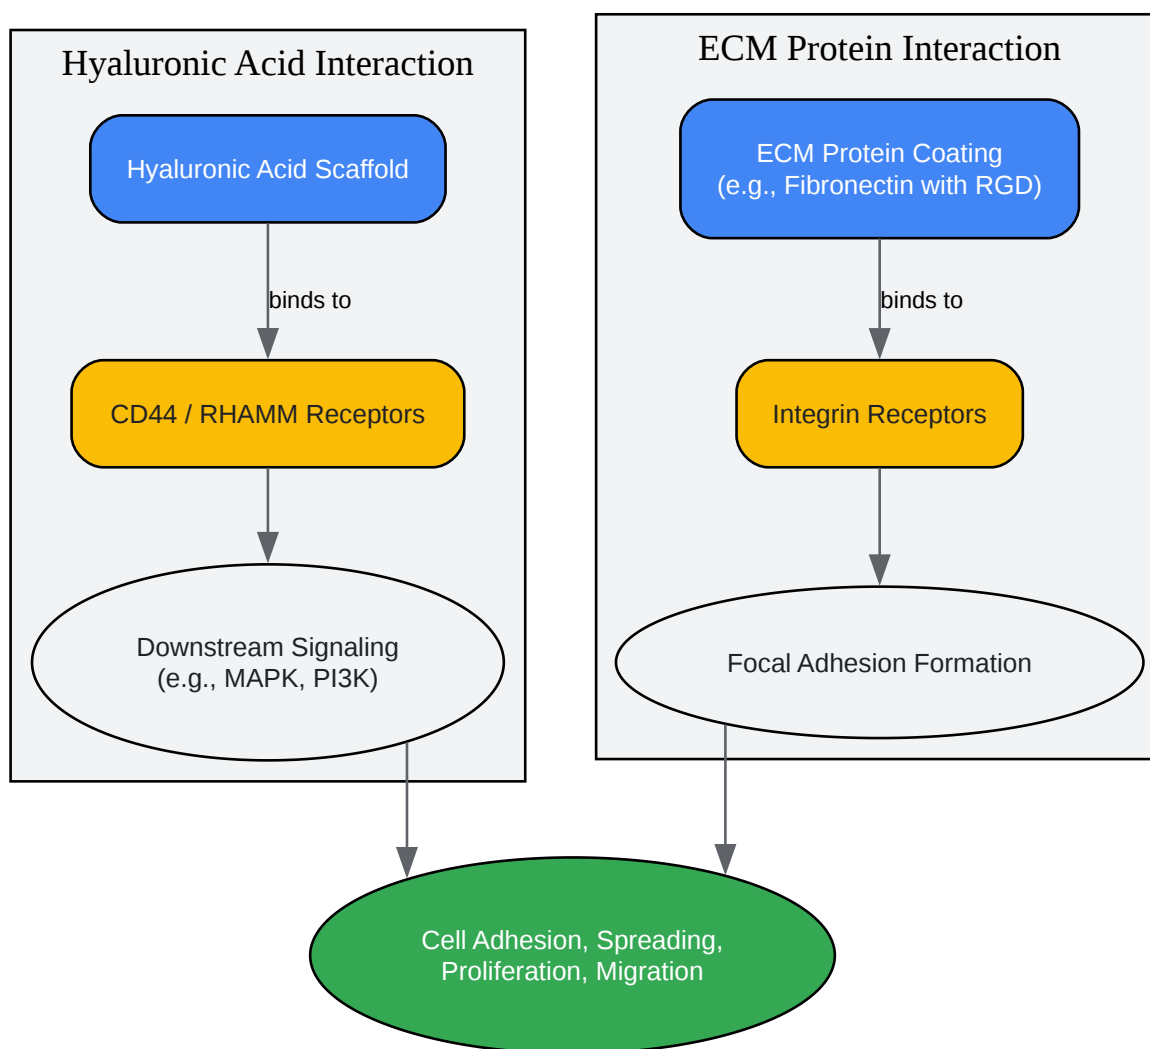 Hyaluronic Acid Interaction
Hyaluronic Acid Scaffold
binds to
CD44 / RHAMM Receptors
Downstream Signaling
(e.g., MAPK, PI3K)
ECM Protein Interaction
ECM Protein Coating
(e.g., Fibronectin with RGD)
binds to
Integrin Receptors
Focal Adhesion Formation
Cell Adhesion, Spreading,
Proliferation, Migration